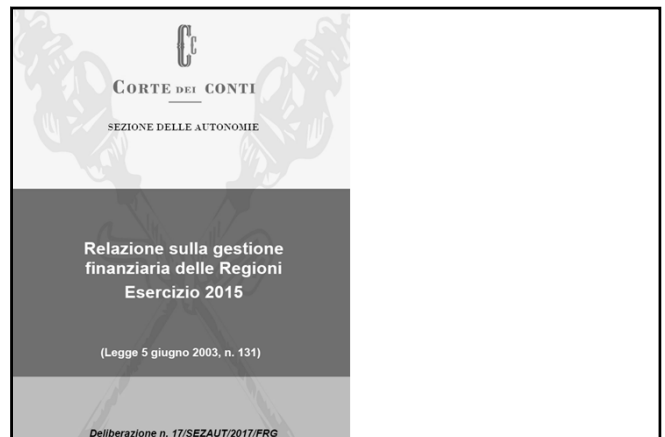 CORTE DEI CONTI
SEZIONE DELLE AUTONOMIE
Relazione sulla gestione
finanziaria delle Regioni
Esercizio 2015
(Legge 5 giugno 2003, n. 131)
Deliberazione n. 17/SEZAUT/2017/FRG